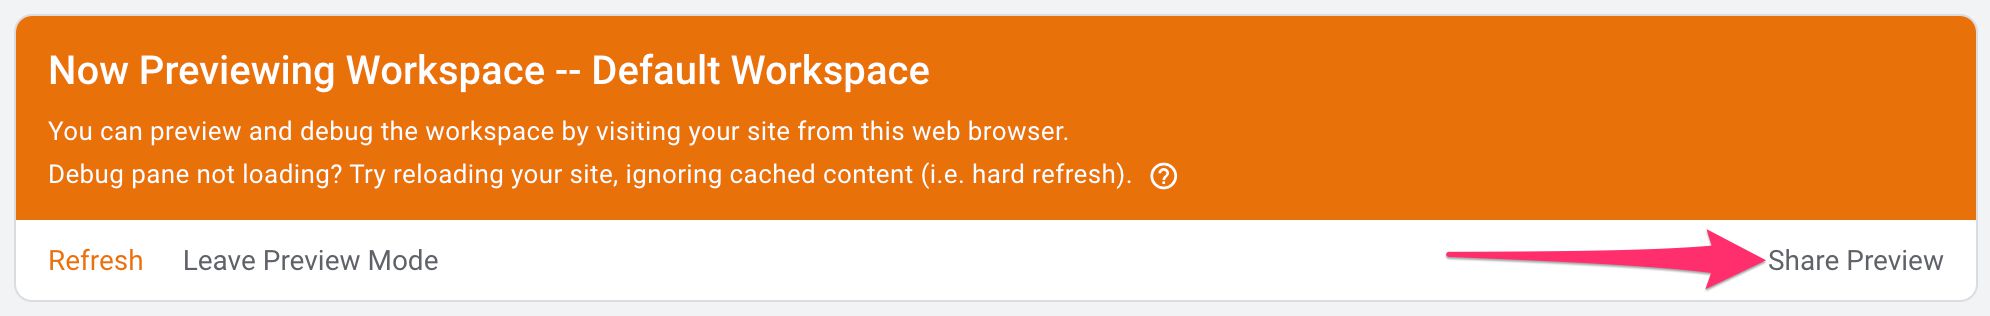 Now Previewing Workspace -- Default Workspace
You can preview and debug the workspace by visiting your site from this web browser.
Debug pane not loading? Try reloading your site, ignoring cached content (i.e. hard refresh). ?
Refresh Leave Preview Mode Share Preview